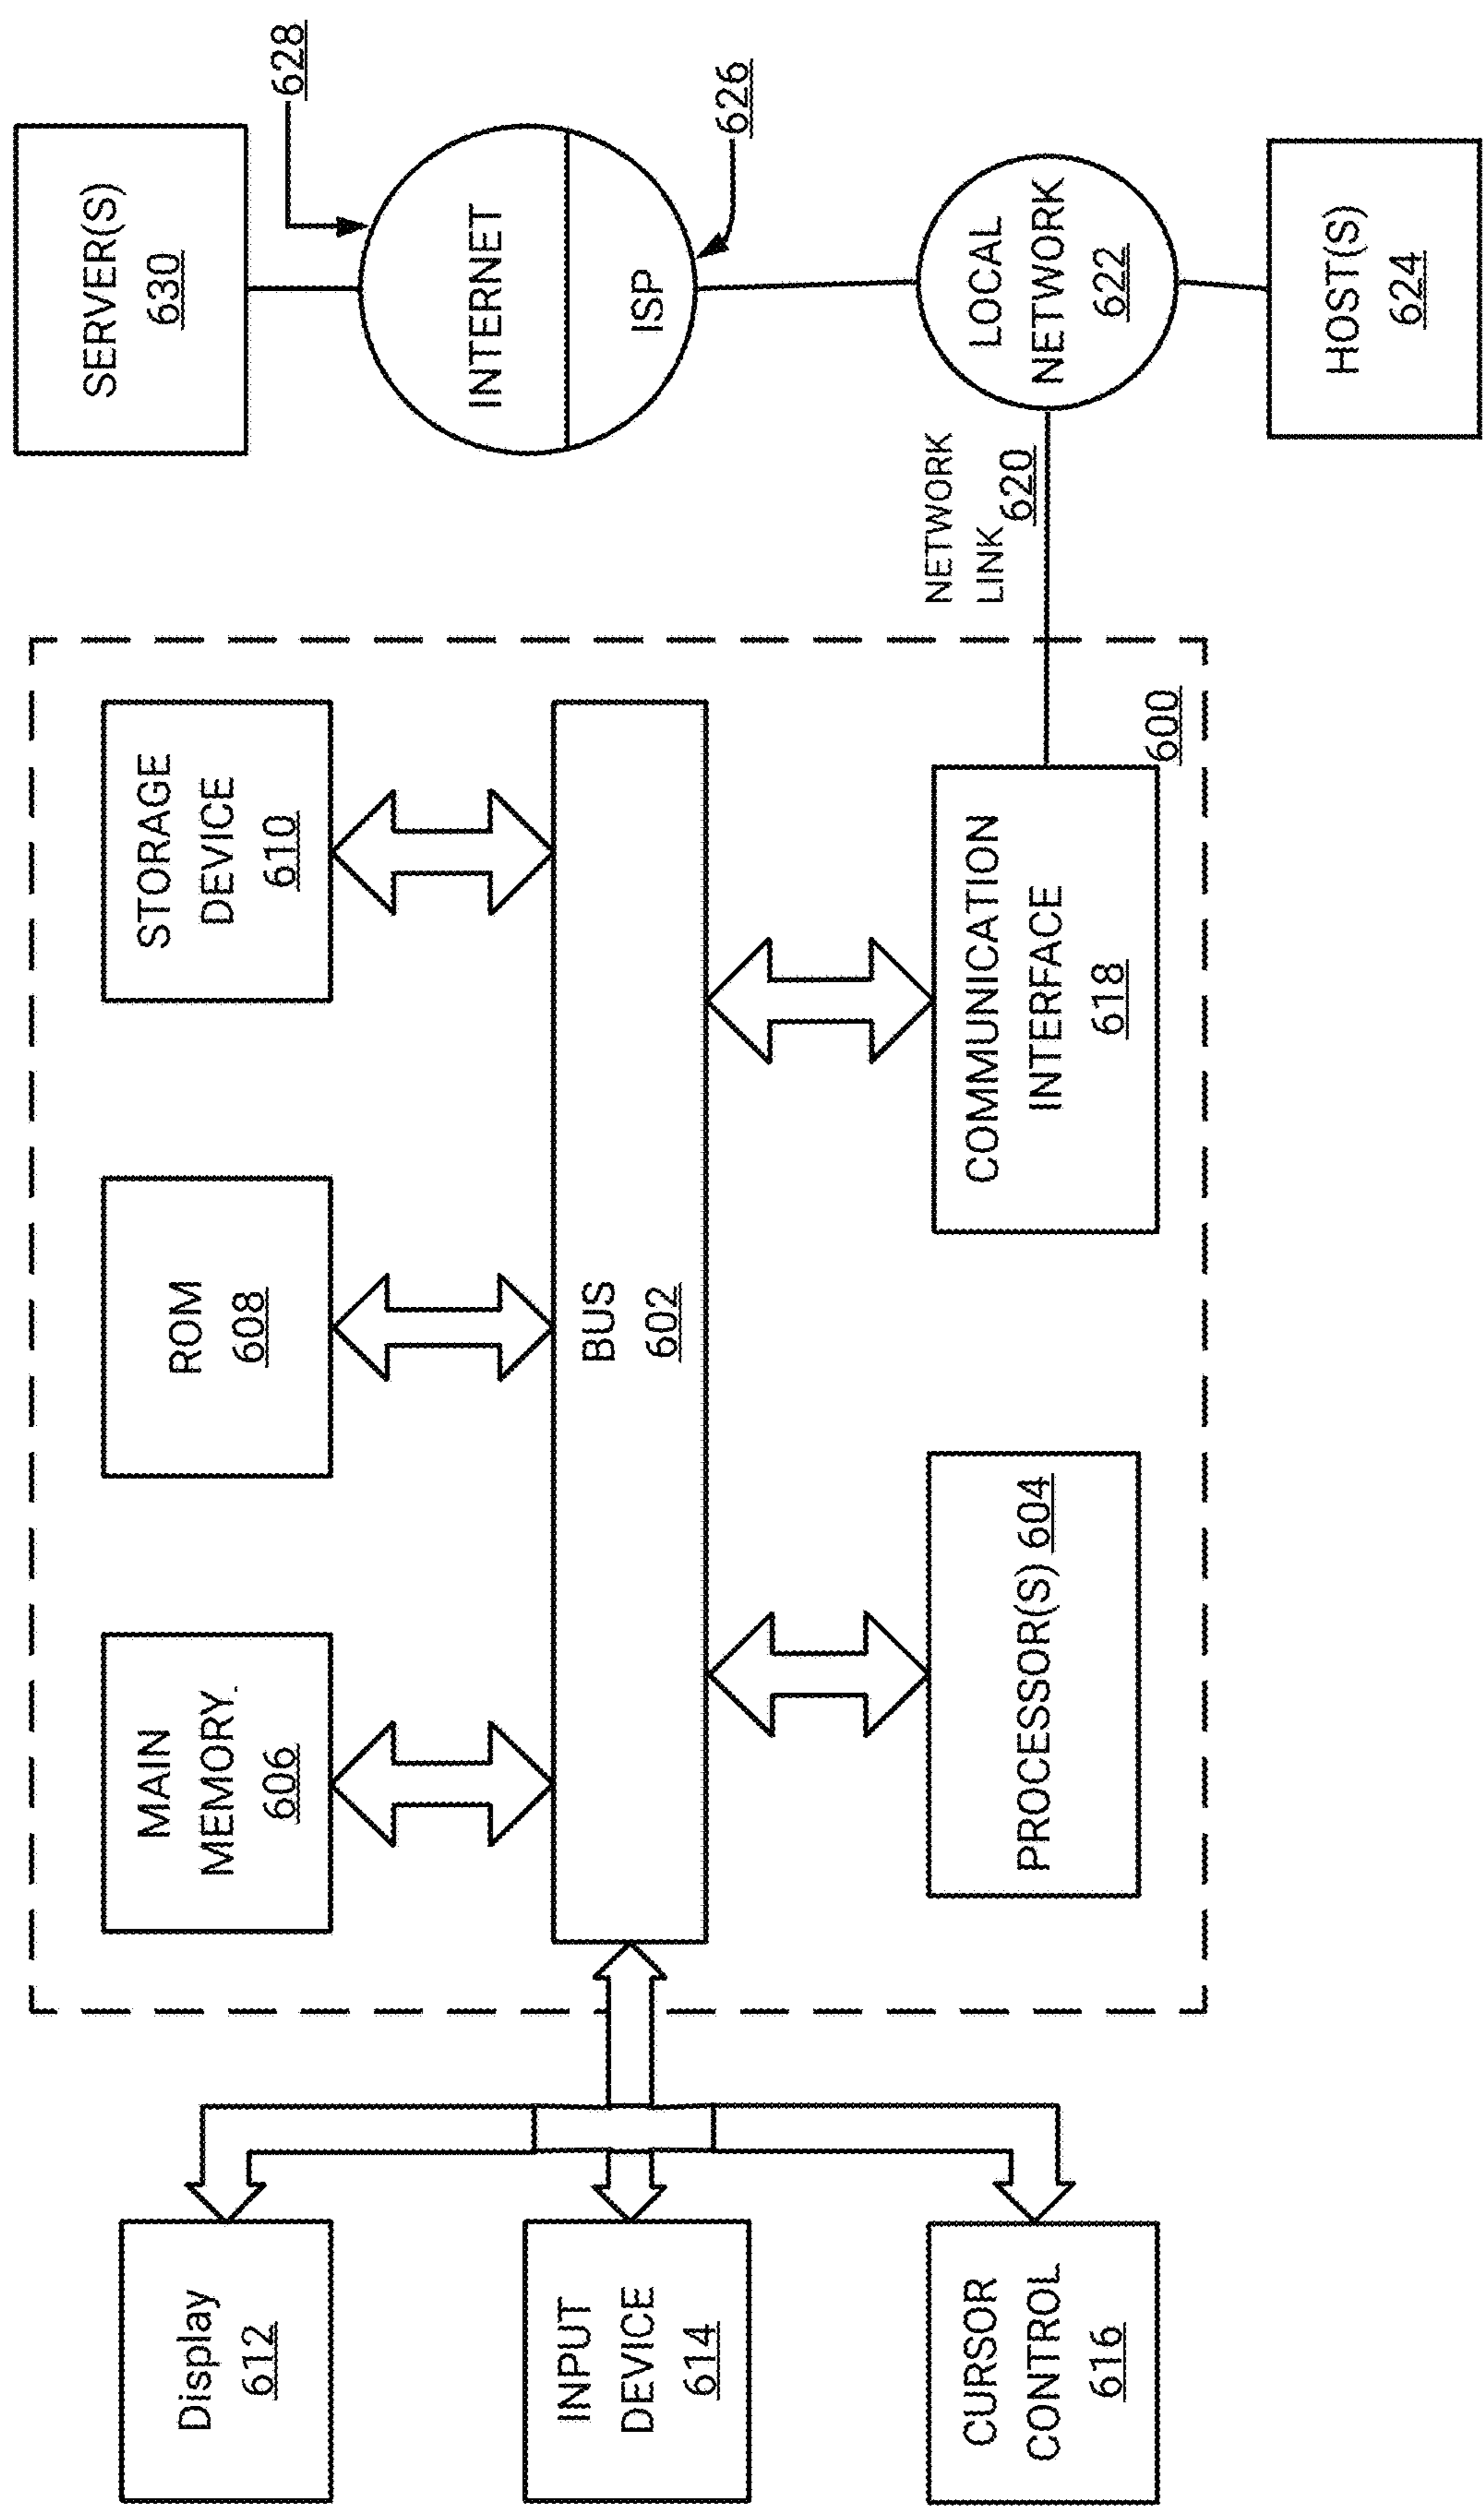 Display
612
INPUT
DEVICE
614
CURSOR
CONTROL
616
MAIN
MEMORY.
606
ROM
608
STORAGE
DEVICE
610
BUS
602
PROCESSOR(S) 604
COMMUNICATION
INTERFACE
618
600
NETWORK
LINK
620
SERVER(S)
630
628
INTERNET
ISP
626
LOCAL
NETWORK
622
HOST(S)
624